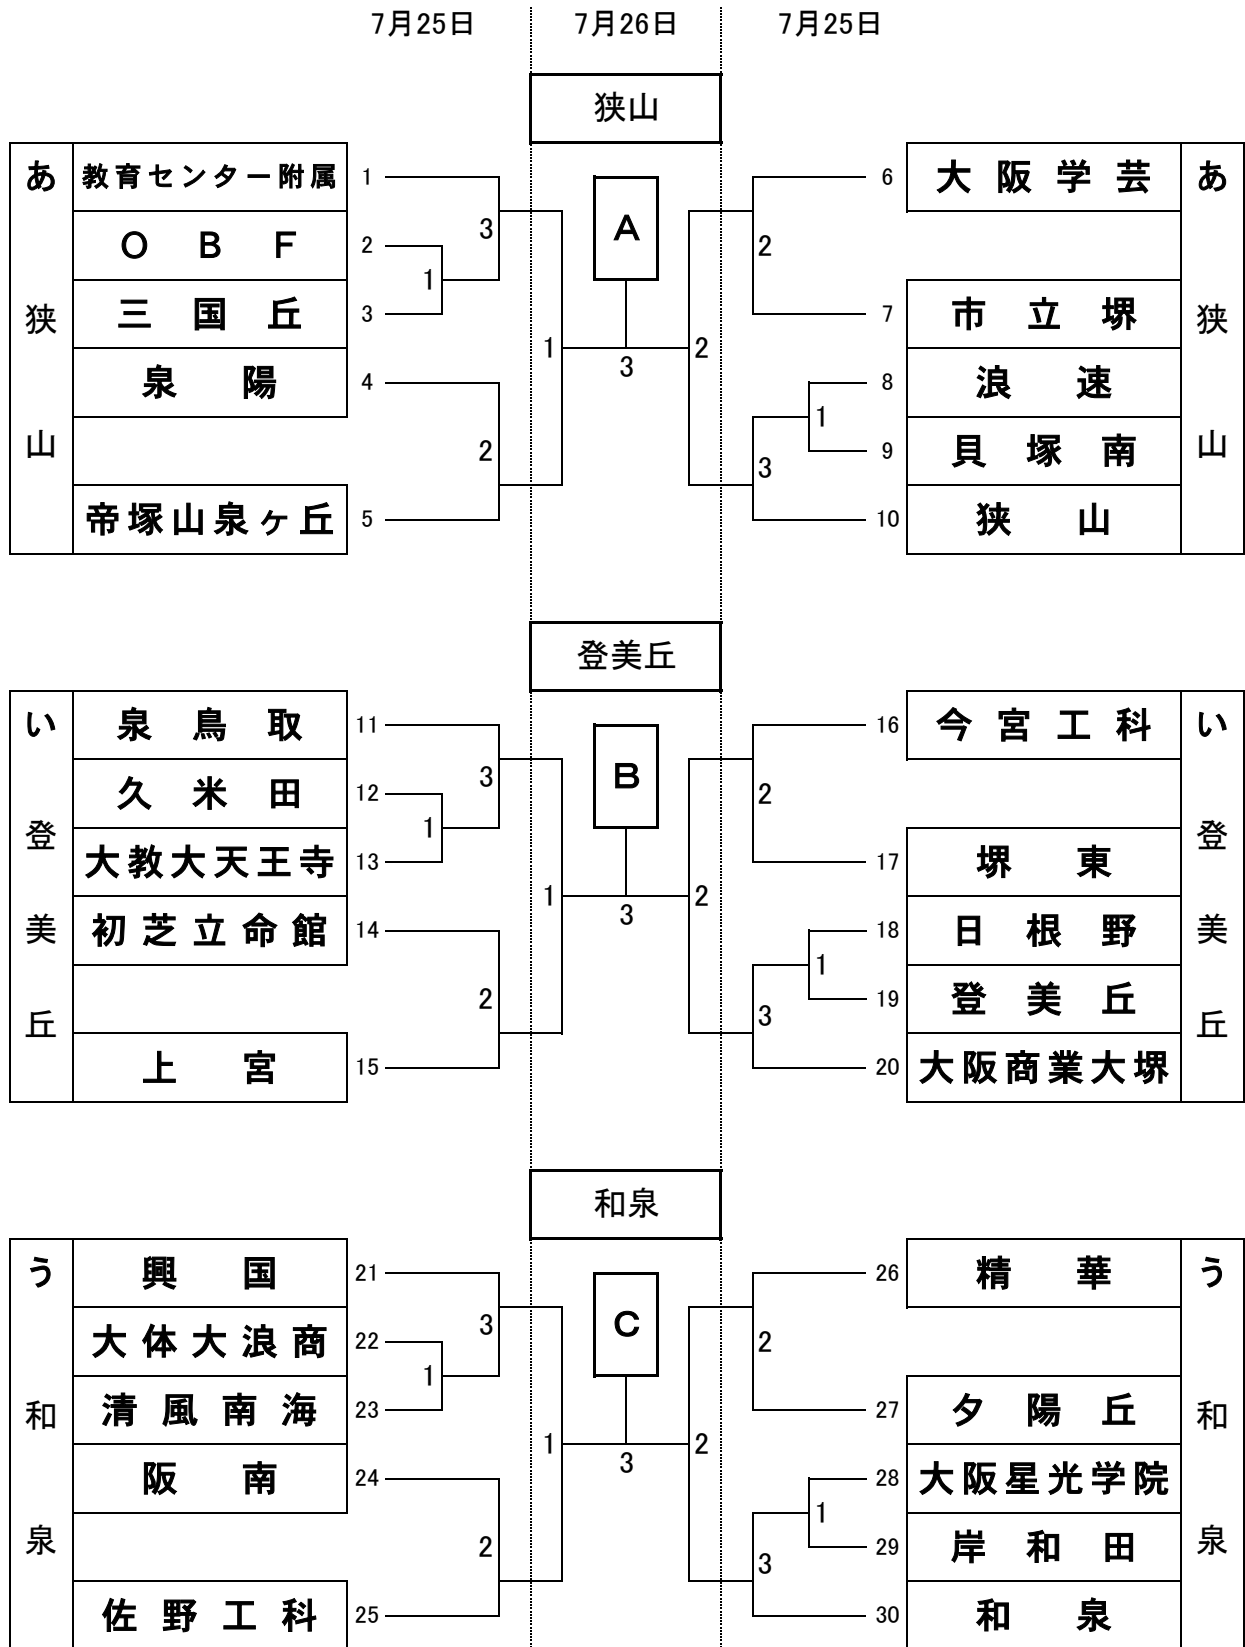 7月25日 7月26日 7月25日
狭山
あ狭山
教育センター附属 1
ＯＢＦ 2
三国丘 3
泉陽 4
帝塚山泉ヶ丘 5
3
1
2
1
A
3
2
2
1
3
6 大阪学芸
7 市立堺
8 浪速
9 貝塚南
10 狭山
あ狭山
登美丘
い登美丘
泉鳥取 11
久米田 12
大教大天王寺 13
初芝立命館 14
上宮 15
3
1
2
1
B
3
2
2
1
3
16 今宮工科
17 堺東
18 日根野
19 登美丘
20 大阪商業大堺
い登美丘
和泉
う和泉
興国 21
大体大浪商 22
清風南海 23
阪南 24
佐野工科 25
3
1
2
1
C
3
2
2
1
3
26 精華
27 夕陽丘
28 大阪星光学院
29 岸和田
30 和泉
う和泉